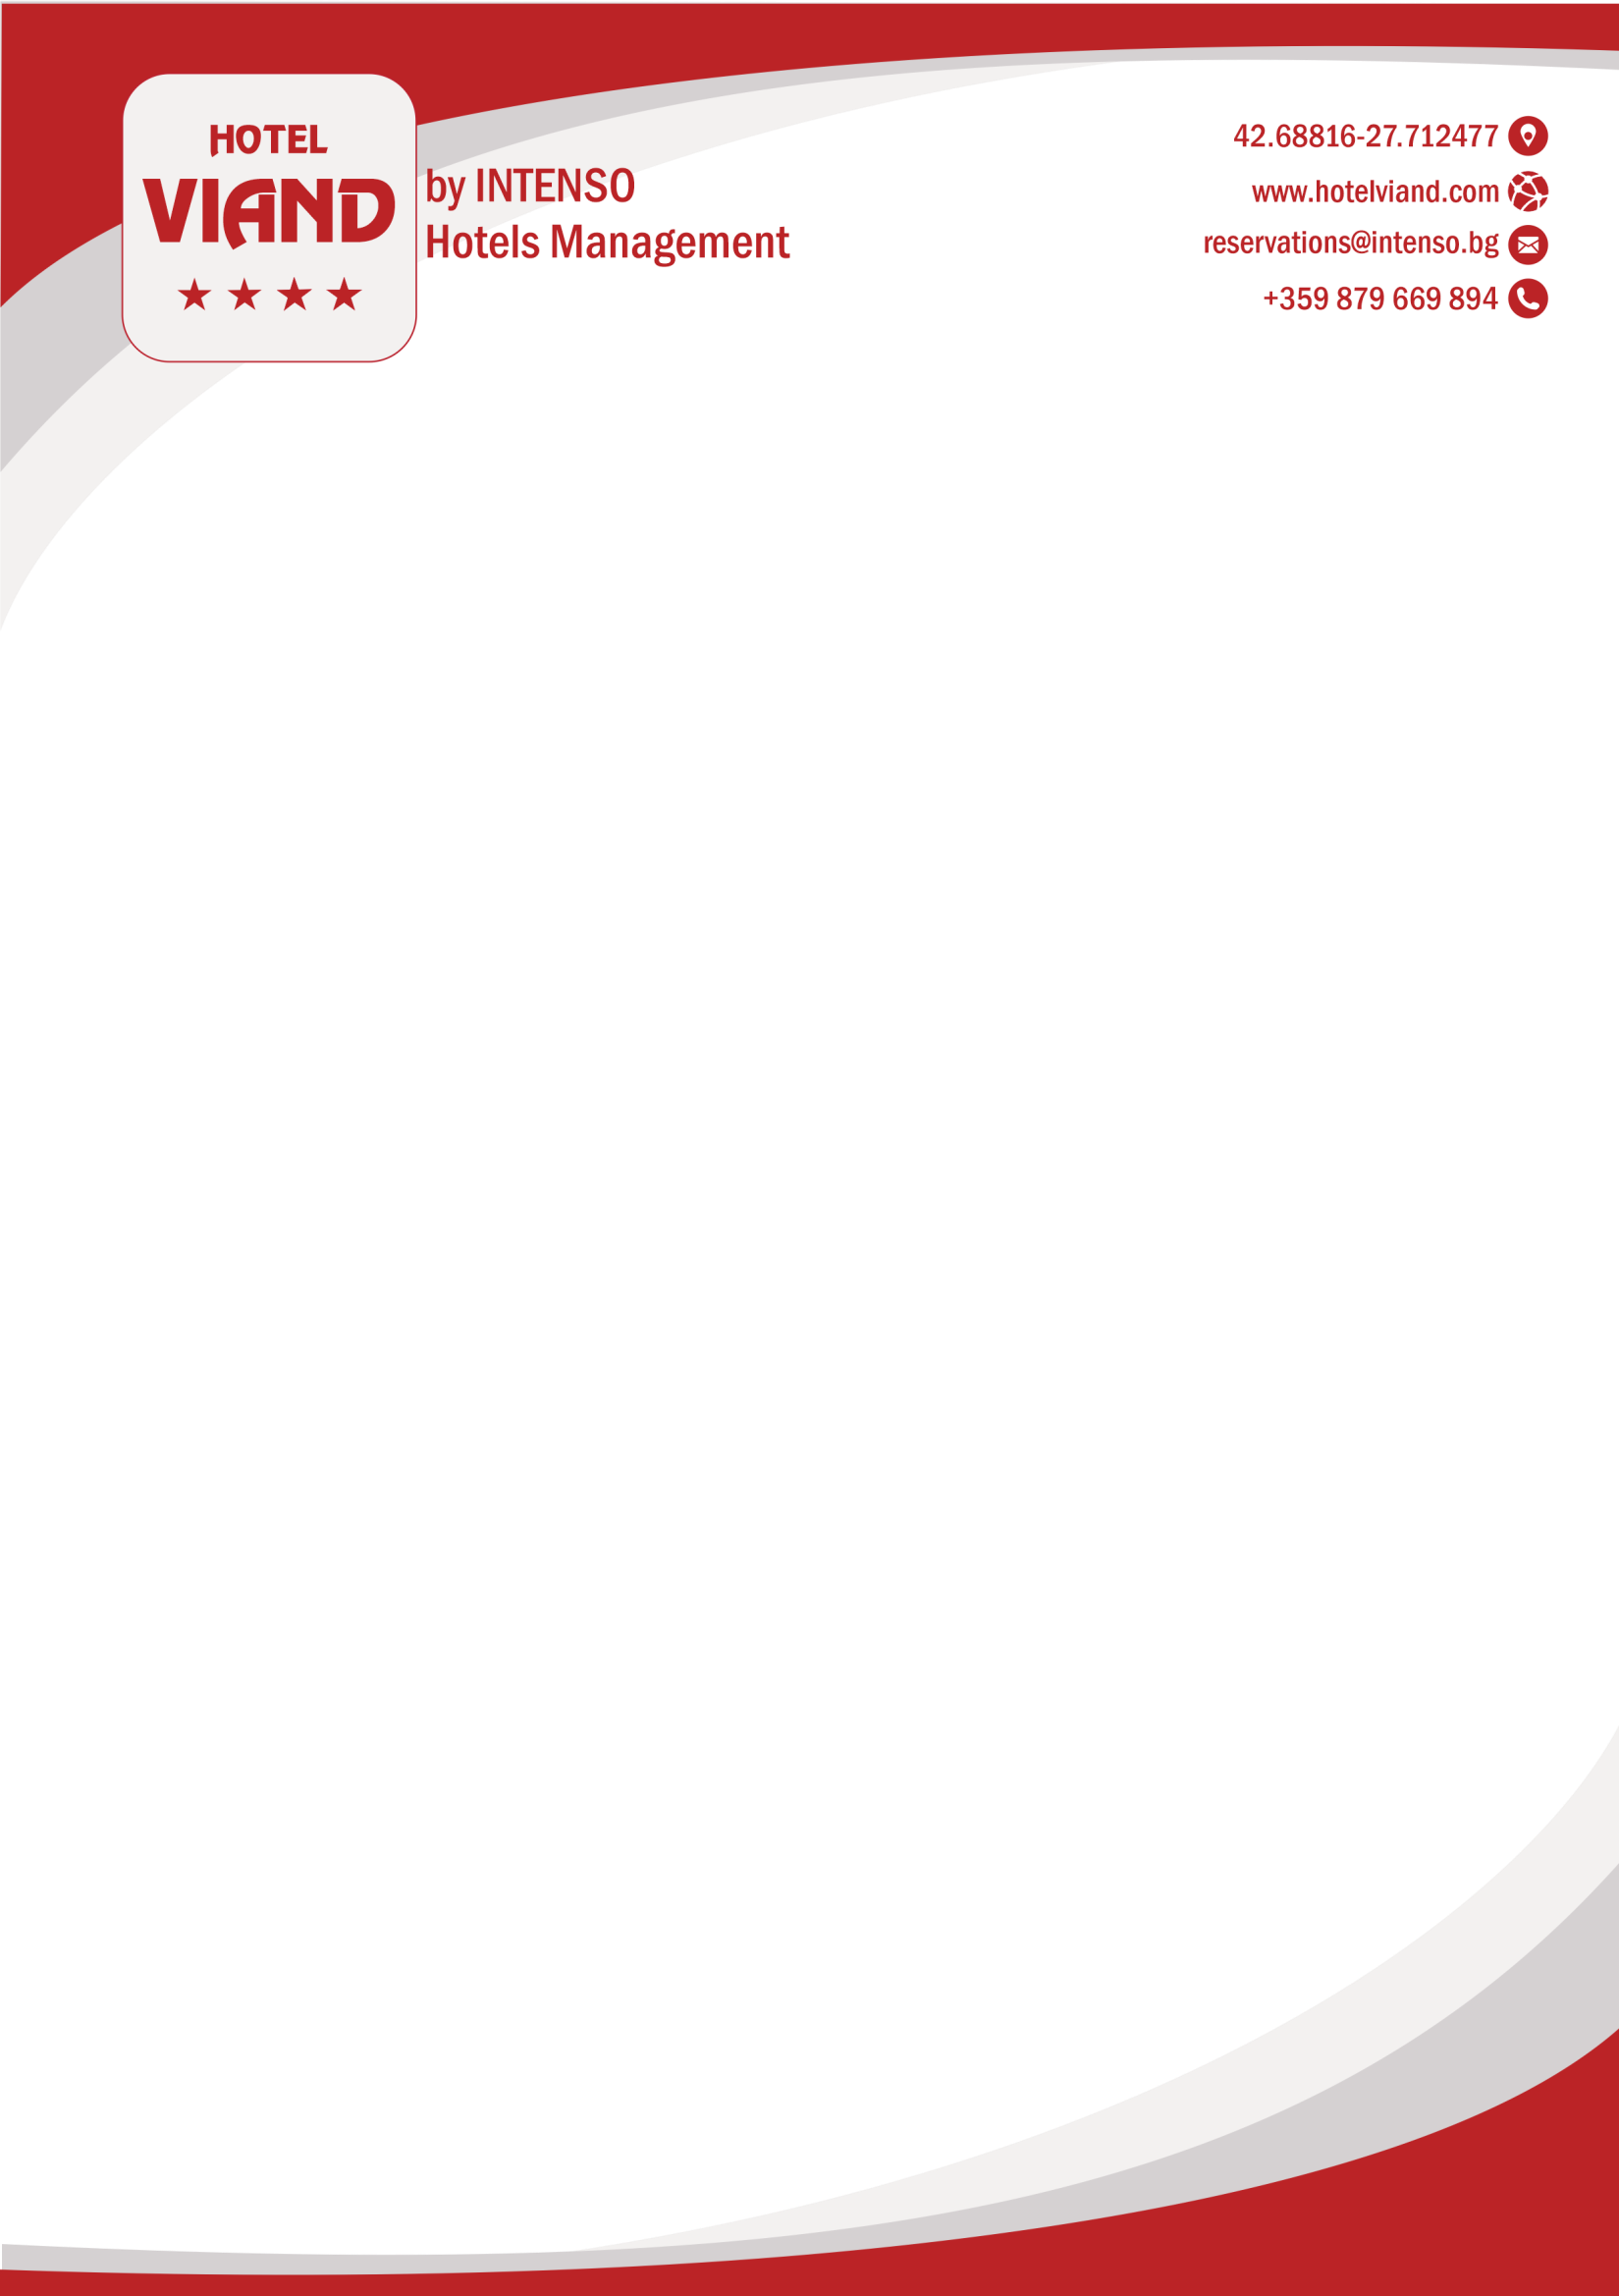 HOTEL
VIAND
by INTENSO
Hotels Management
42.68816-27.712477
www.hotelviand.com
reservations@intenso.bg
+359 879 669 894